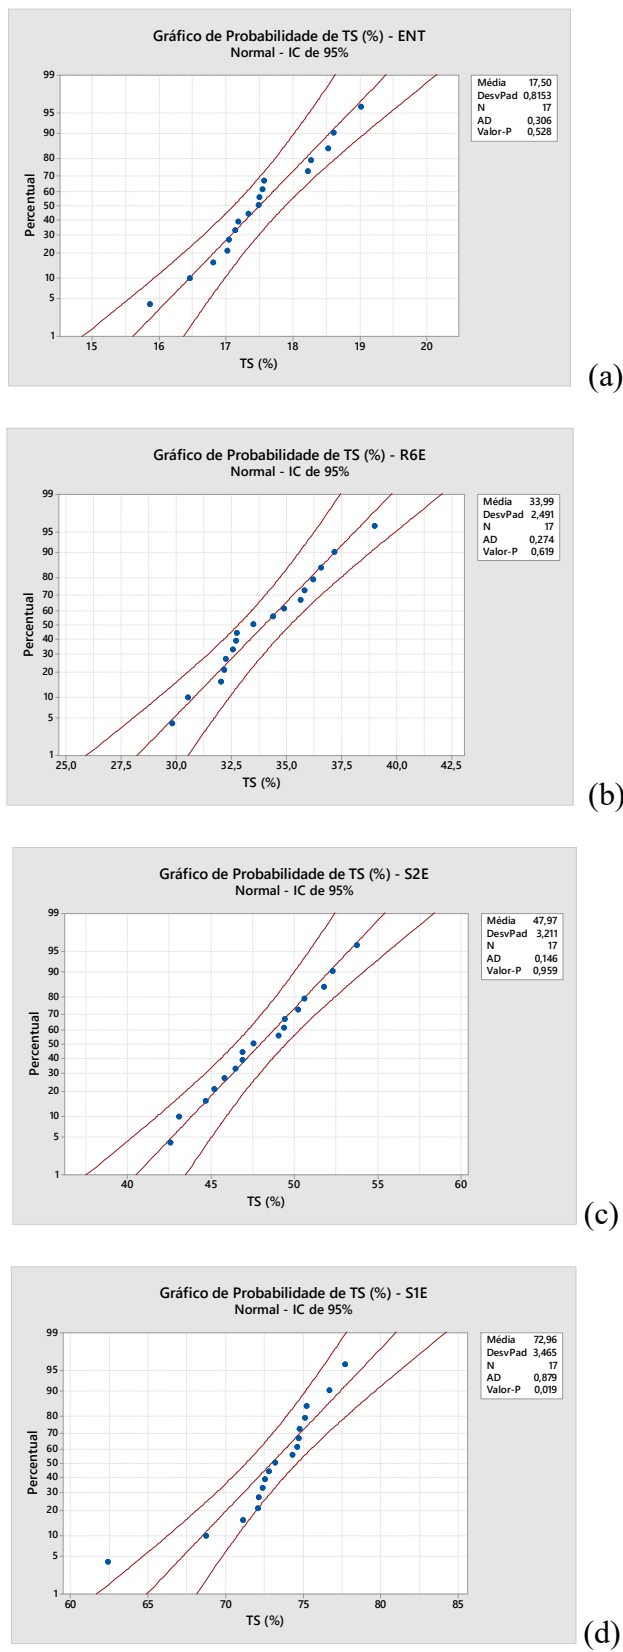 Gráfico de Probabilidade de TS (%) - ENT
Normal - IC de 95%
Média 17,50
DesvPad 0,8153
N 17
AD 0,306
Valor-P 0,528
Percentual
99
95
90
80
70
60
50
40
30
20
10
5
1
15 16 17 18 19 20
TS (%)
(a)
Gráfico de Probabilidade de TS (%) - R6E
Normal - IC de 95%
Média 33,99
DesvPad 2,491
N 17
AD 0,274
Valor-P 0,619
Percentual
99
95
90
80
70
60
50
40
30
20
10
5
1
25,0 27,5 30,0 32,5 35,0 37,5 40,0 42,5
TS (%)
(b)
Gráfico de Probabilidade de TS (%) - S2E
Normal - IC de 95%
Média 47,97
DesvPad 3,211
N 17
AD 0,146
Valor-P 0,959
Percentual
99
95
90
80
70
60
50
40
30
20
10
5
1
40 45 50 55 60
TS (%)
(c)
Gráfico de Probabilidade de TS (%) - S1E
Normal - IC de 95%
Média 72,96
DesvPad 3,465
N 17
AD 0,879
Valor-P 0,019
Percentual
99
95
90
80
70
60
50
40
30
20
10
5
1
60 65 70 75 80 85
TS (%)
(d)